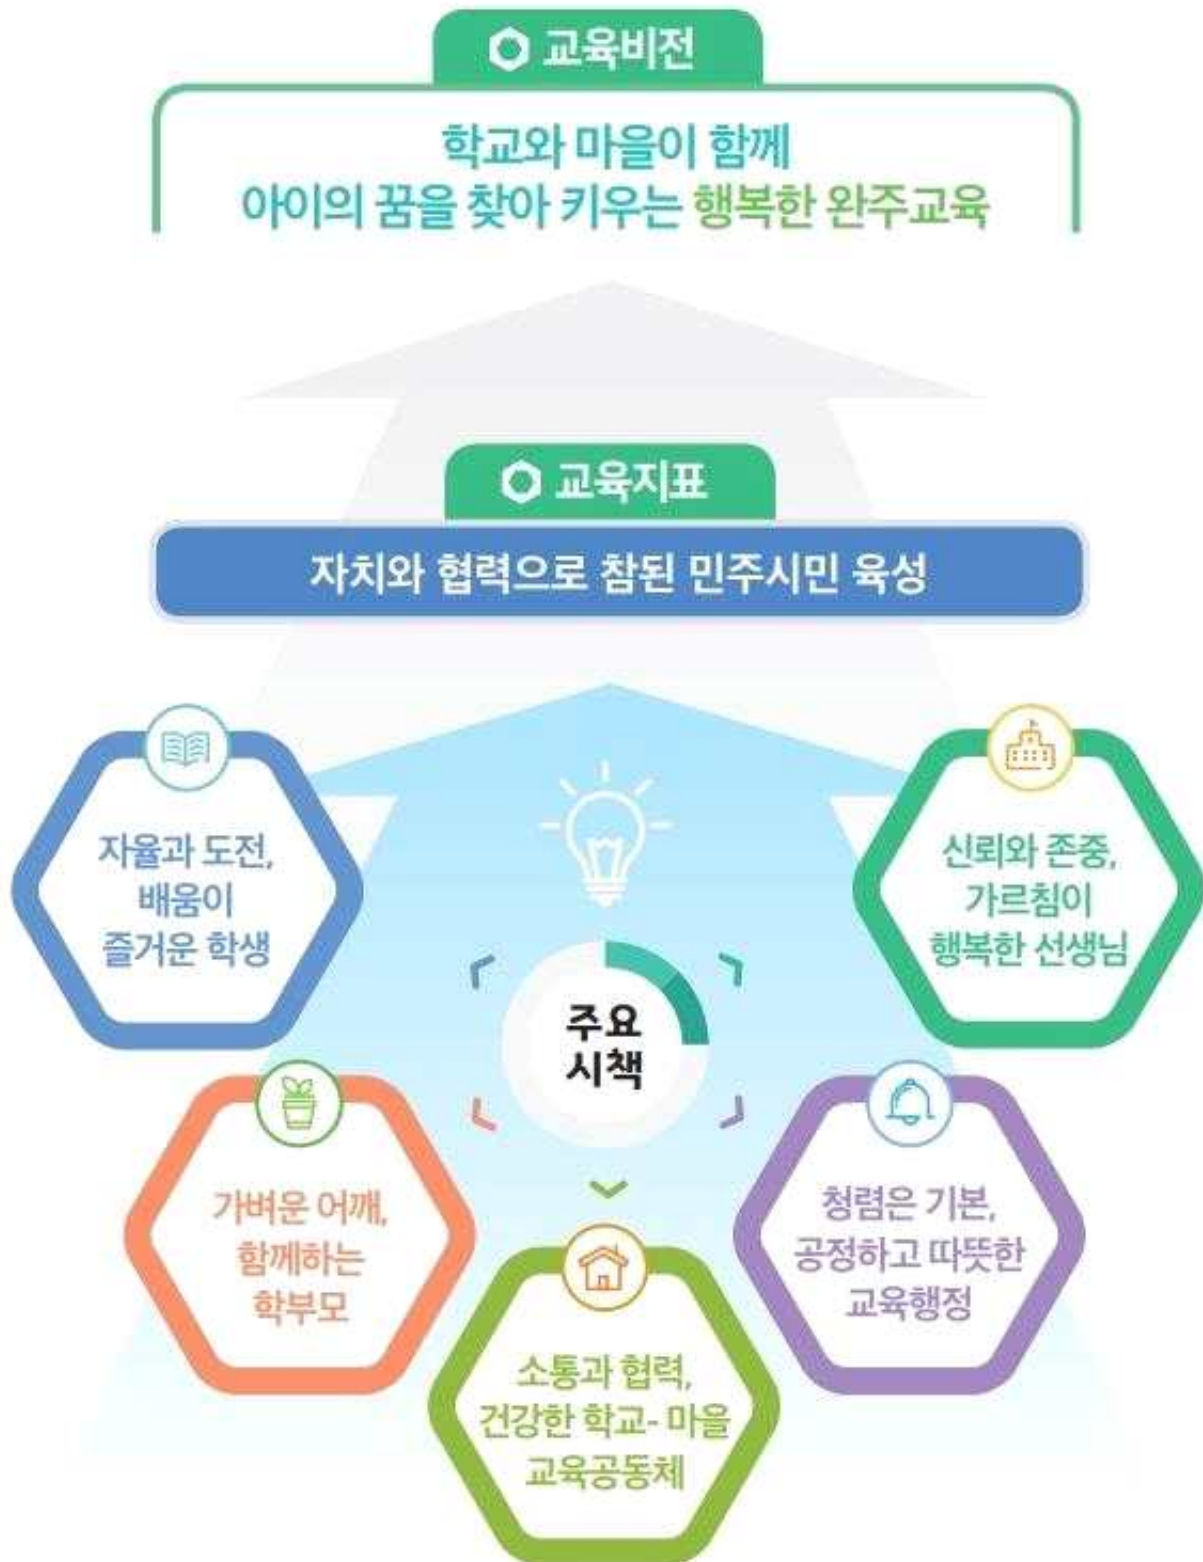 교육비전
학교와 마을이 함께
아이의 꿈을 찾아 키우는 행복한 완주교육
교육지표
자치와 협력으로 참된 민주시민 육성
자율과 도전,
배움이
즐거운 학생
신뢰와 존중,
가르침이
행복한 선생님
주요
시책
가벼운 어깨,
함께하는
학부모
청렴은 기본,
공정하고 따뜻한
교육행정
소통과 협력,
건강한 학교- 마을
교육공동체